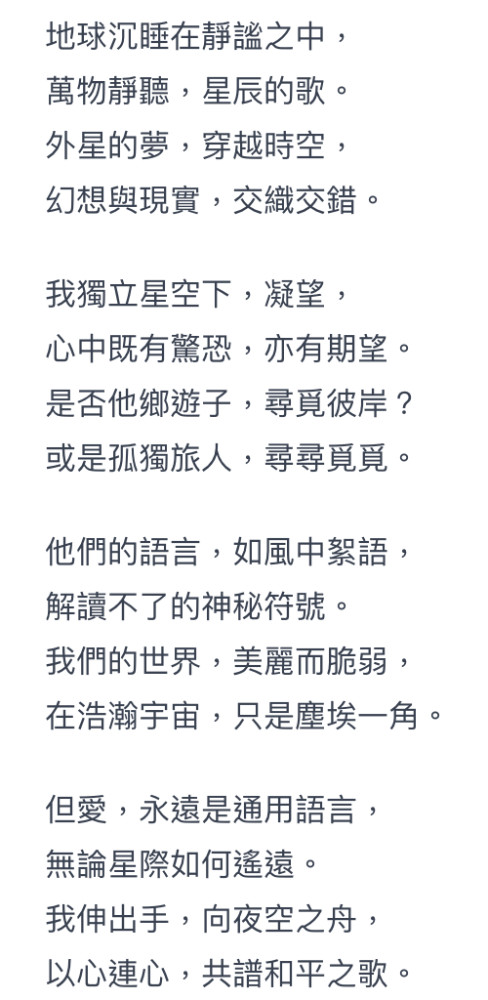 地球沉睡在靜謐之中，
萬物靜聽，星辰的歌。
外星的夢，穿越時空，
幻想與現實，交織交錯。

我獨立星空下，凝望，
心中既有驚恐，亦有期望。
是否他鄉遊子，尋覓彼岸？
或是孤獨旅人，尋尋覓覓。

他們的語言，如風中絮語，
解讀不了的神秘符號。
我們的世界，美麗而脆弱，
在浩瀚宇宙，只是塵埃一角。

但愛，永遠是通用語言，
無論星際如何遙遠。
我伸出手，向夜空之舟，
以心連心，共譜和平之歌。